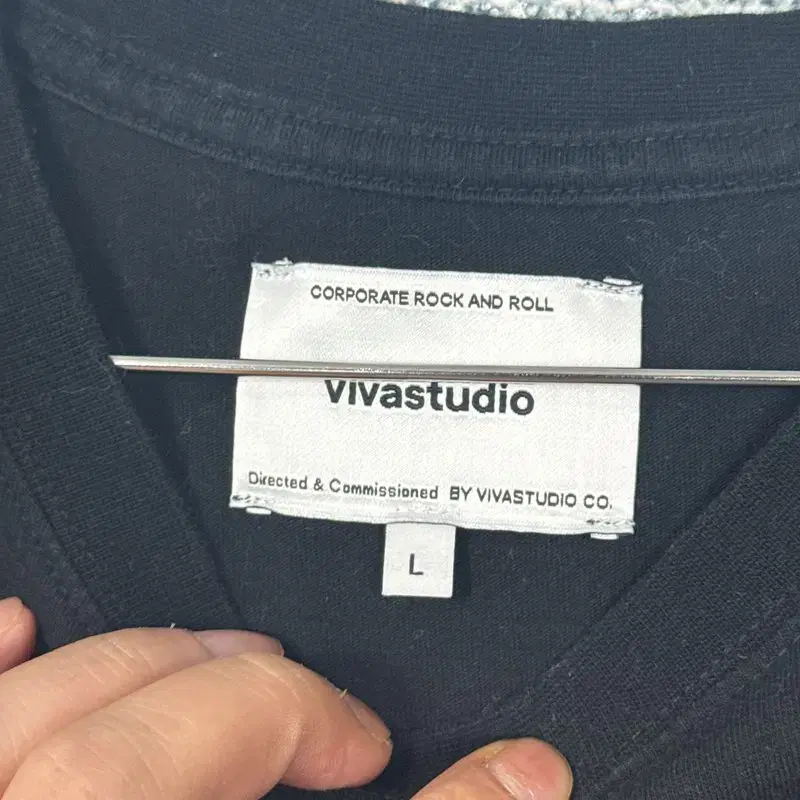 CORPORATE ROCK AND ROLL
vivastudio
Directed & Commissioned BY VIVASTUDIO CO.
L